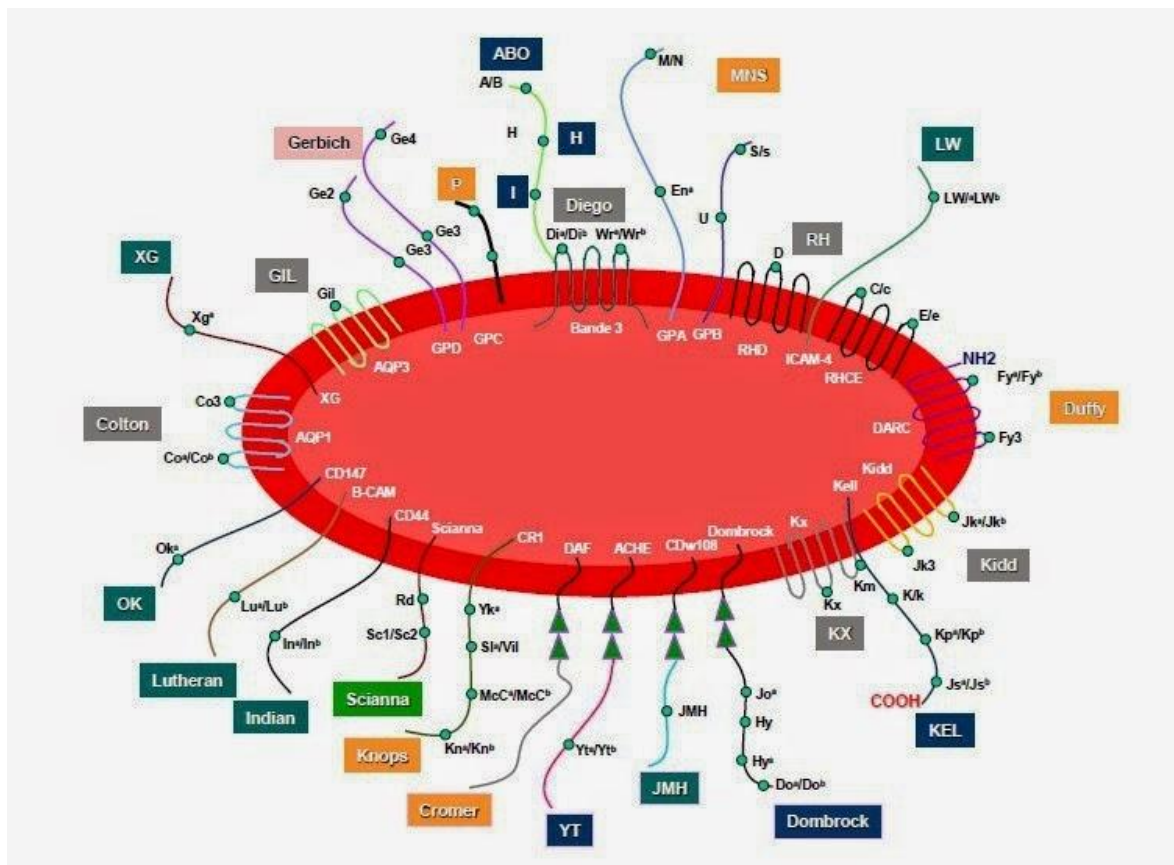 ABO
A/B
M/N
MNS
Gerbich
Ge4
H
H
S/s
LW
P
I
Ge2
Enᵃ
LW/ᵃLWᵇ
Diego
U
Diᵃ/Diᵇ
Wrᵃ/Wrᵇ
D
RH
Ge3
Ge3
XG
GIL
Gil
C/c
E/e
Xgᵃ
Bande 3
GPA
GPB
GPC
GPD
RHD
ICAM-4
RHCE
AQP3
NH2
Fyᵃ/Fyᵇ
XG
Co3
Duffy
Colton
AQP1
DARC
Fy3
Coᵃ/Coᵇ
CD147
B-CAM
Kidd
Kell
CD44
Scianna
CR1
DAF
ACHE
CDw108
Dombrock
Kx
Jkᵃ/Jkᵇ
Okᵃ
Jk3
Kidd
Km
OK
Luᵃ/Luᵇ
Rd
Ykᵃ
Kx
K/k
KX
Inᵃ/Inᵇ
Sc1/Sc2
Slᵃ/Vil
Kpᵃ/Kpᵇ
Lutheran
Scianna
McCᵃ/McCᵇ
Joᵃ
Jsᵃ/Jsᵇ
COOH
Indian
JMH
Hy
KEL
Knops
Knᵃ/Knᵇ
Ytᵃ/Ytᵇ
Hyᵃ
JMH
Doᵃ/Doᵇ
Cromer
YT
Dombrock